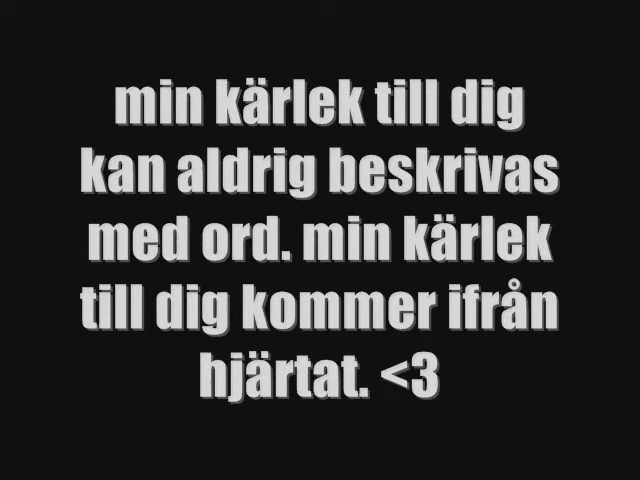 min kärlek till dig
kan aldrig beskrivas
med ord. min kärlek
till dig kommer ifrån
hjärtat. <3